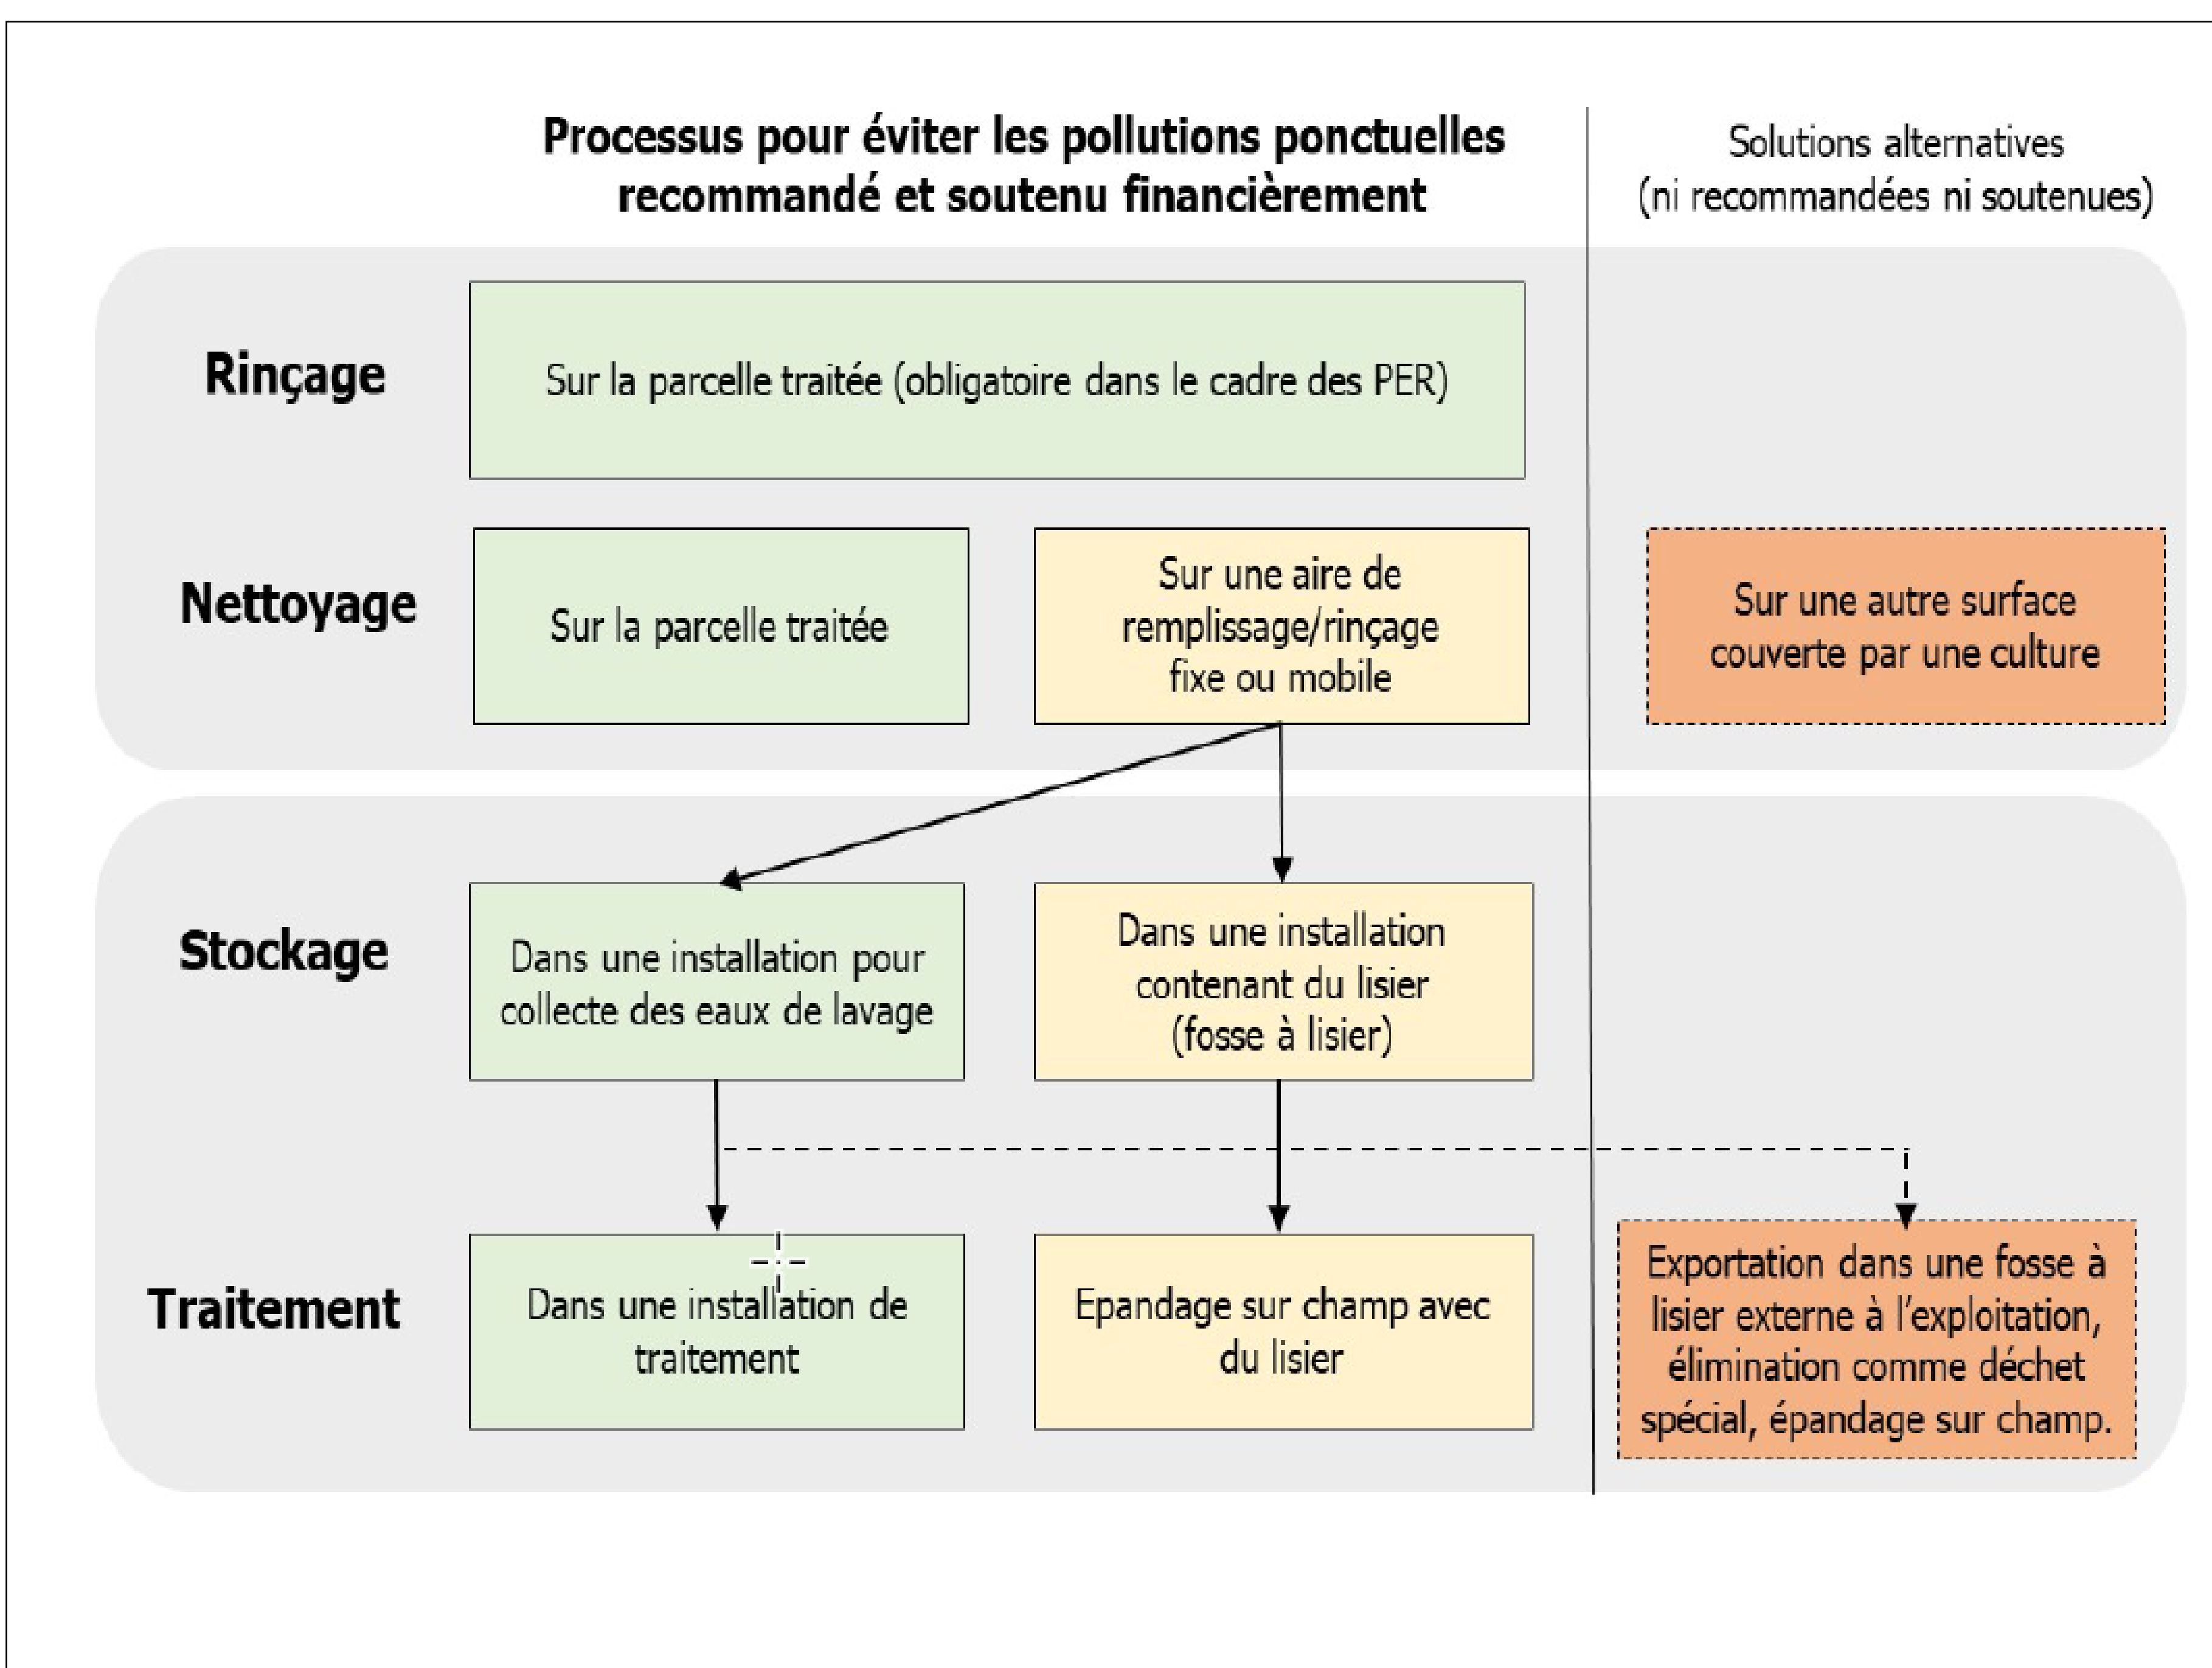 Processus pour éviter les pollutions ponctuelles
recommandé et soutenu financièrement
Solutions alternatives
(ni recommandées ni soutenues)
Rinçage
Sur la parcelle traitée (obligatoire dans le cadre des PER)
Nettoyage
Sur la parcelle traitée
Sur une aire de
remplissage/rinçage
fixe ou mobile
Sur une autre surface
couverte par une culture
Stockage
Dans une installation pour
collecte des eaux de lavage
Dans une installation
contenant du lisier
(fosse à lisier)
Traitement
Dans une installation de
traitement
Epandage sur champ avec
du lisier
Exportation dans une fosse à
lisier externe à l'exploitation,
élimination comme déchet
spécial, épandage sur champ.